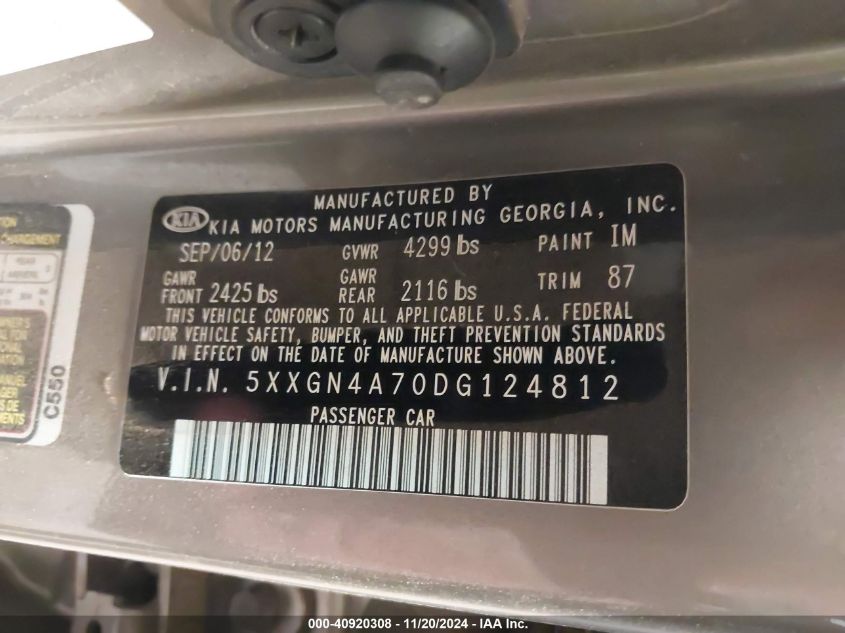 MANUFACTURED BY
KIA KIA MOTORS MANUFACTURING GEORGIA, INC.
SEP/06/12 GVWR 4299 lbs PAINT IM
GAWR FRONT 2425 lbs GAWR REAR 2116 lbs TRIM 87
THIS VEHICLE CONFORMS TO ALL APPLICABLE U.S.A. FEDERAL
MOTOR VEHICLE SAFETY, BUMPER, AND THEFT PREVENTION STANDARDS
IN EFFECT ON THE DATE OF MANUFACTURE SHOWN ABOVE.
V.I.N. 5XXGN4A70DG124812
PASSENGER CAR
C550
000-40920308 - 11/20/2024 - IAA Inc.